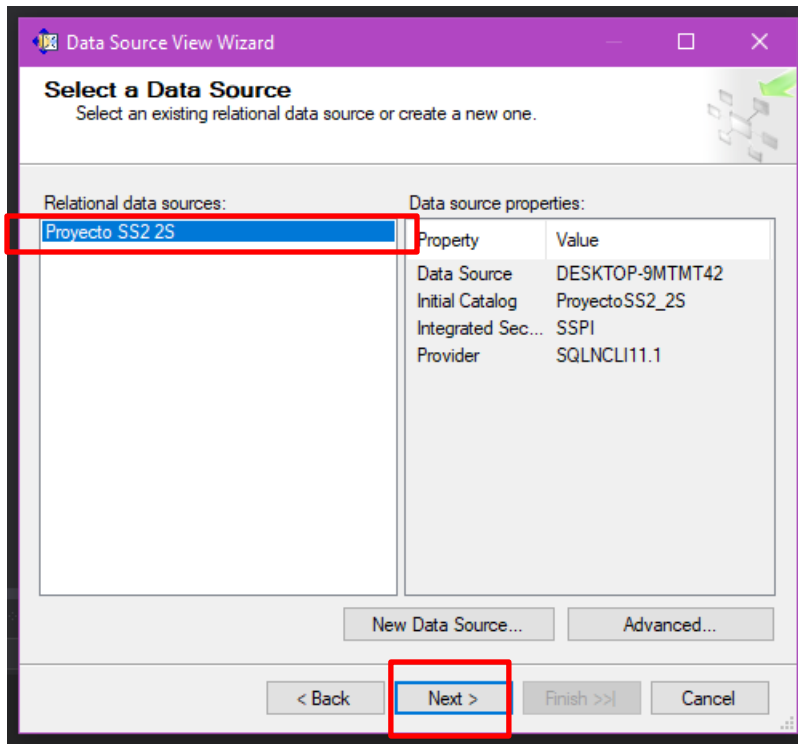 Data Source View Wizard
Select a Data Source
Select an existing relational data source or create a new one.
Relational data sources:
Proyecto SS2 2S
Data source properties:
Property Value
Data Source DESKTOP-9MTMT42
Initial Catalog ProyectoSS2_2S
Integrated Sec... SSPI
Provider SQLNCLI11.1
New Data Source...
Advanced...
< Back
Next >
Finish >>|
Cancel